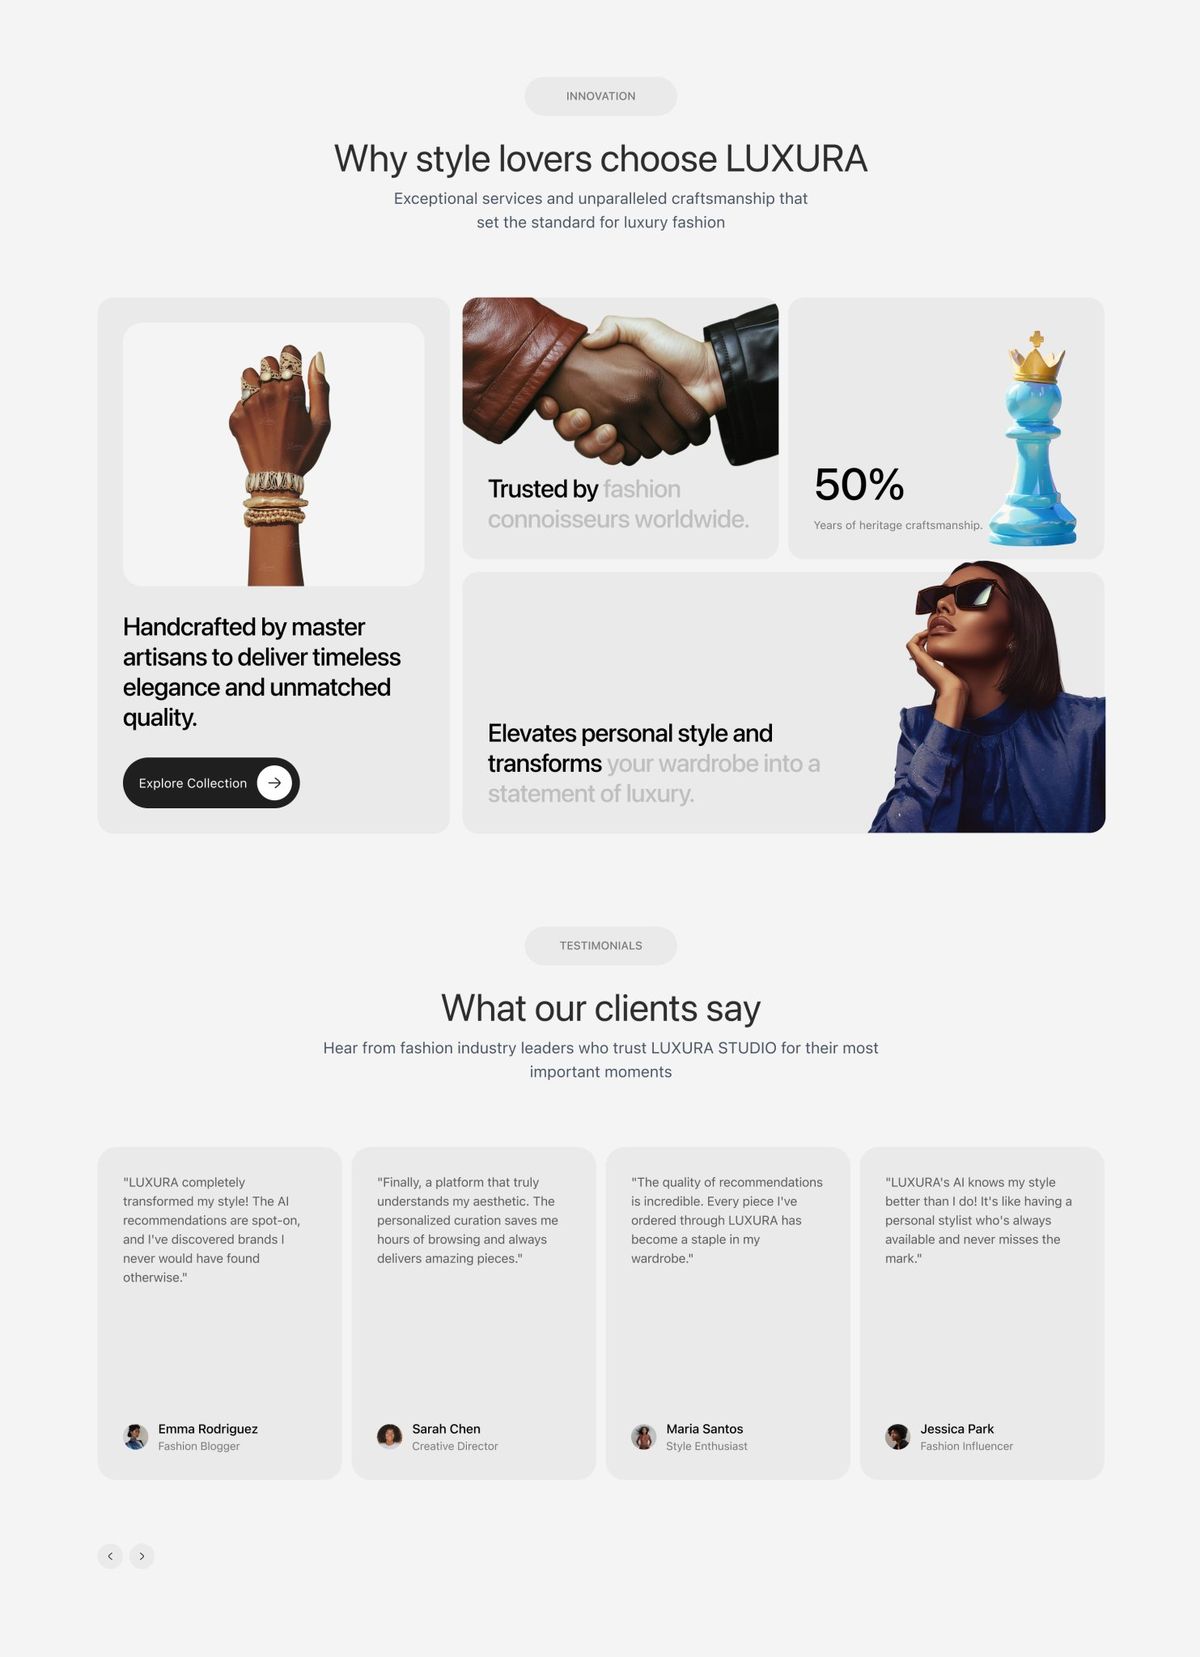 INNOVATION
Why style lovers choose LUXURA
Exceptional services and unparalleled craftsmanship that
set the standard for luxury fashion
Handcrafted by master
artisans to deliver timeless
elegance and unmatched
quality.
Explore Collection
Trusted by fashion
connoisseurs worldwide.
50%
Years of heritage craftsmanship.
Elevates personal style and
transforms your wardrobe into a
statement of luxury.
TESTIMONIALS
What our clients say
Hear from fashion industry leaders who trust LUXURA STUDIO for their most
important moments
"LUXURA completely
transformed my style! The AI
recommendations are spot-on,
and I've discovered brands I
never would have found
otherwise."
Emma Rodriguez
Fashion Blogger
"Finally, a platform that truly
understands my aesthetic. The
personalized curation saves me
hours of browsing and always
delivers amazing pieces."
Sarah Chen
Creative Director
"The quality of recommendations
is incredible. Every piece I've
ordered through LUXURA has
become a staple in my
wardrobe."
Maria Santos
Style Enthusiast
"LUXURA's AI knows my style
better than I do! It's like having a
personal stylist who's always
available and never misses the
mark."
Jessica Park
Fashion Influencer